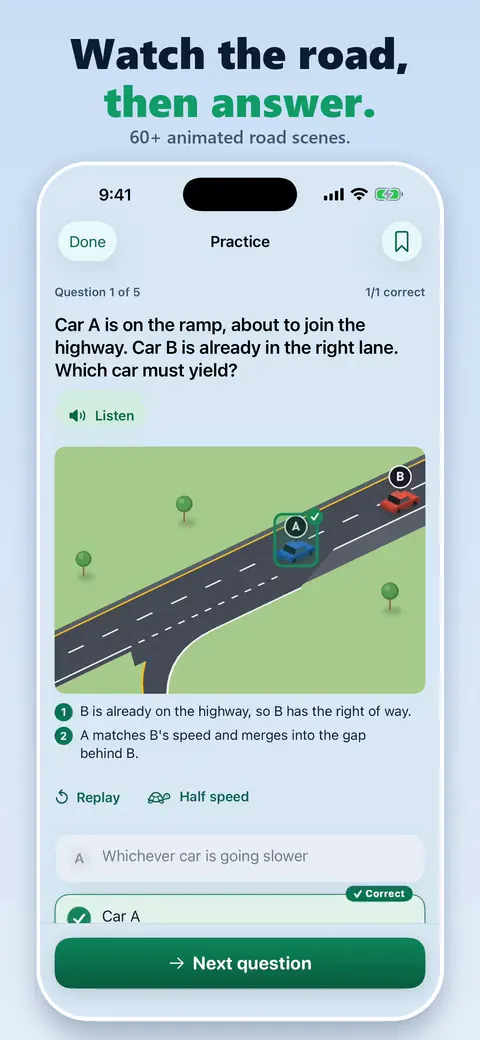 Watch the road,
then answer.
60+ animated road scenes.
9:41
Done
Practice
Question 1 of 5
1/1 correct
Car A is on the ramp, about to join the
highway. Car B is already in the right lane.
Which car must yield?
Listen
B
A
1 B is already on the highway, so B has the right of way.
2 A matches B's speed and merges into the gap
behind B.
Replay
Half speed
A Whichever car is going slower
Correct
Car A
Next question